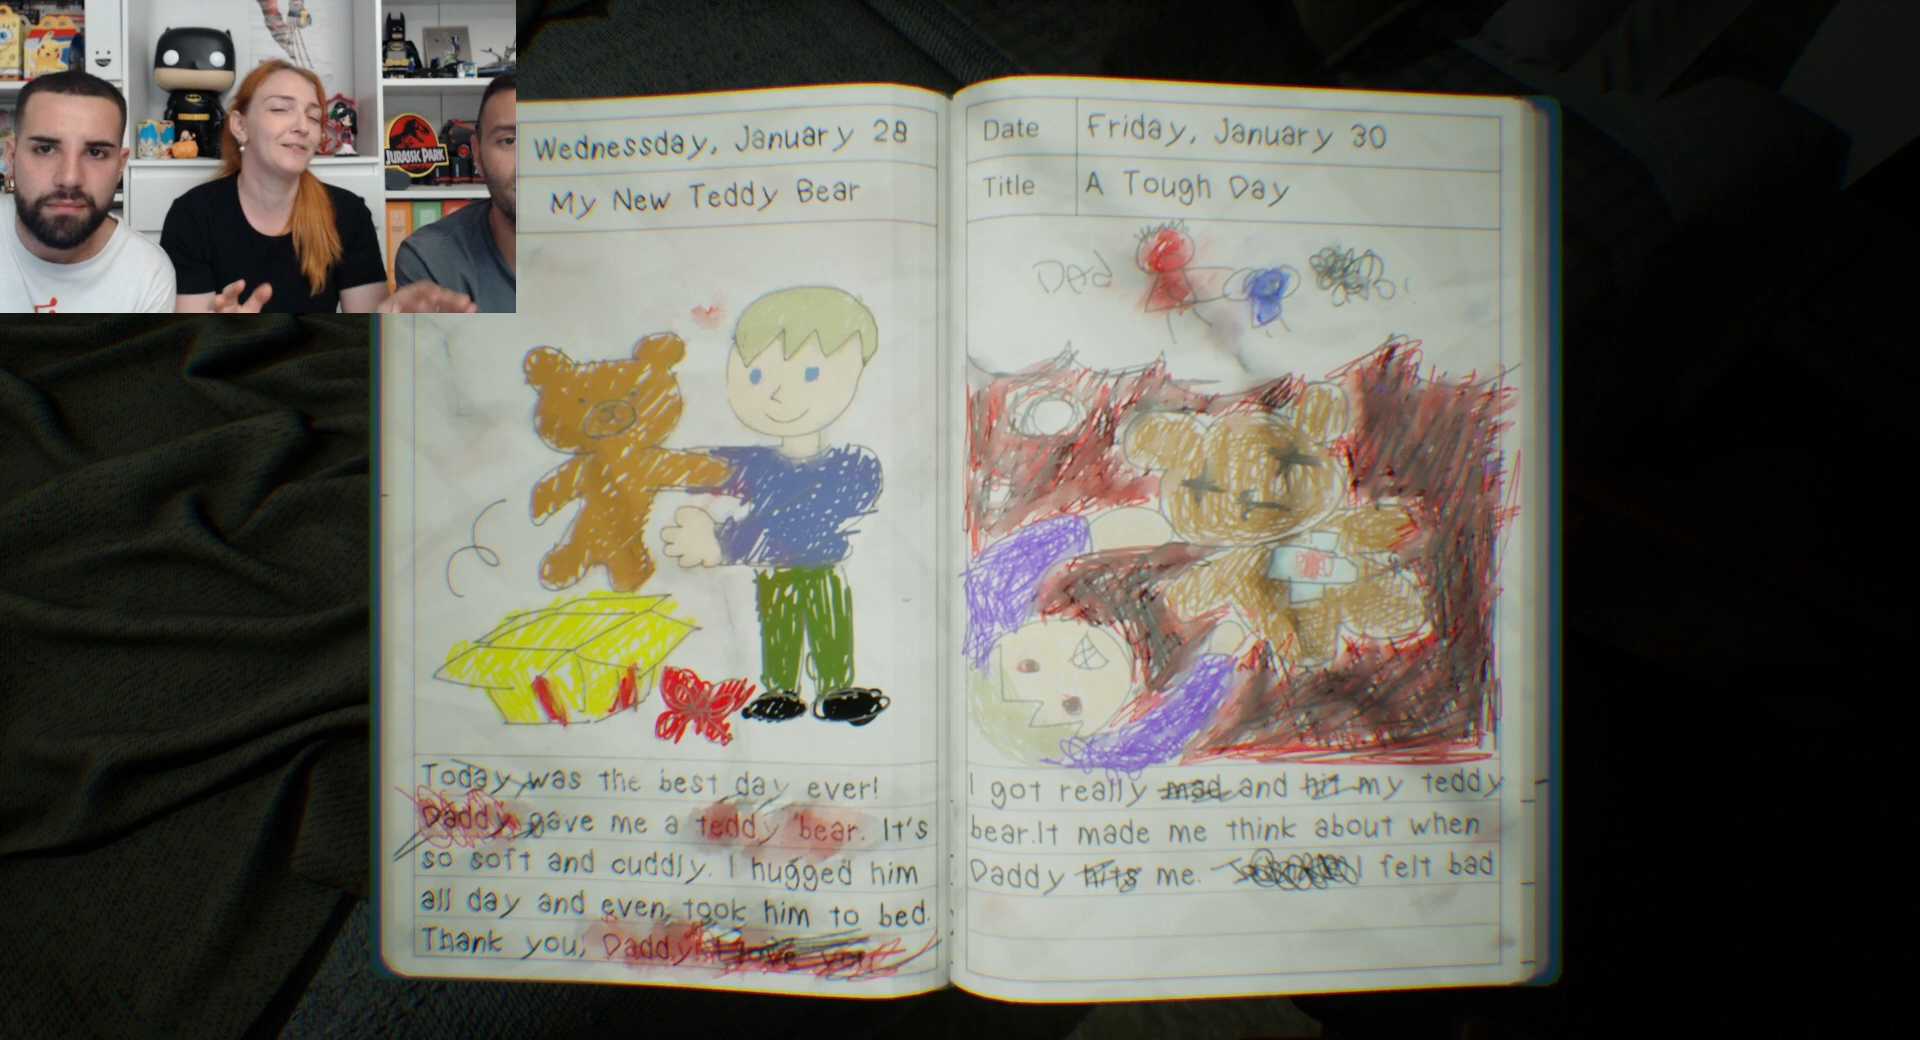 JURASSIC PARK
Wednessday, January 28
My New Teddy Bear
Today was the best day ever!
Daddy gave me a teddy bear. It's
so soft and cuddly. I hugged him
all day and even took him to bed.
Thank you, Daddy! I love you
Date Friday, January 30
Title A Tough Day
Dad
I got really mad and hit my teddy
bear.It made me think about when
Daddy hits me. I felt bad